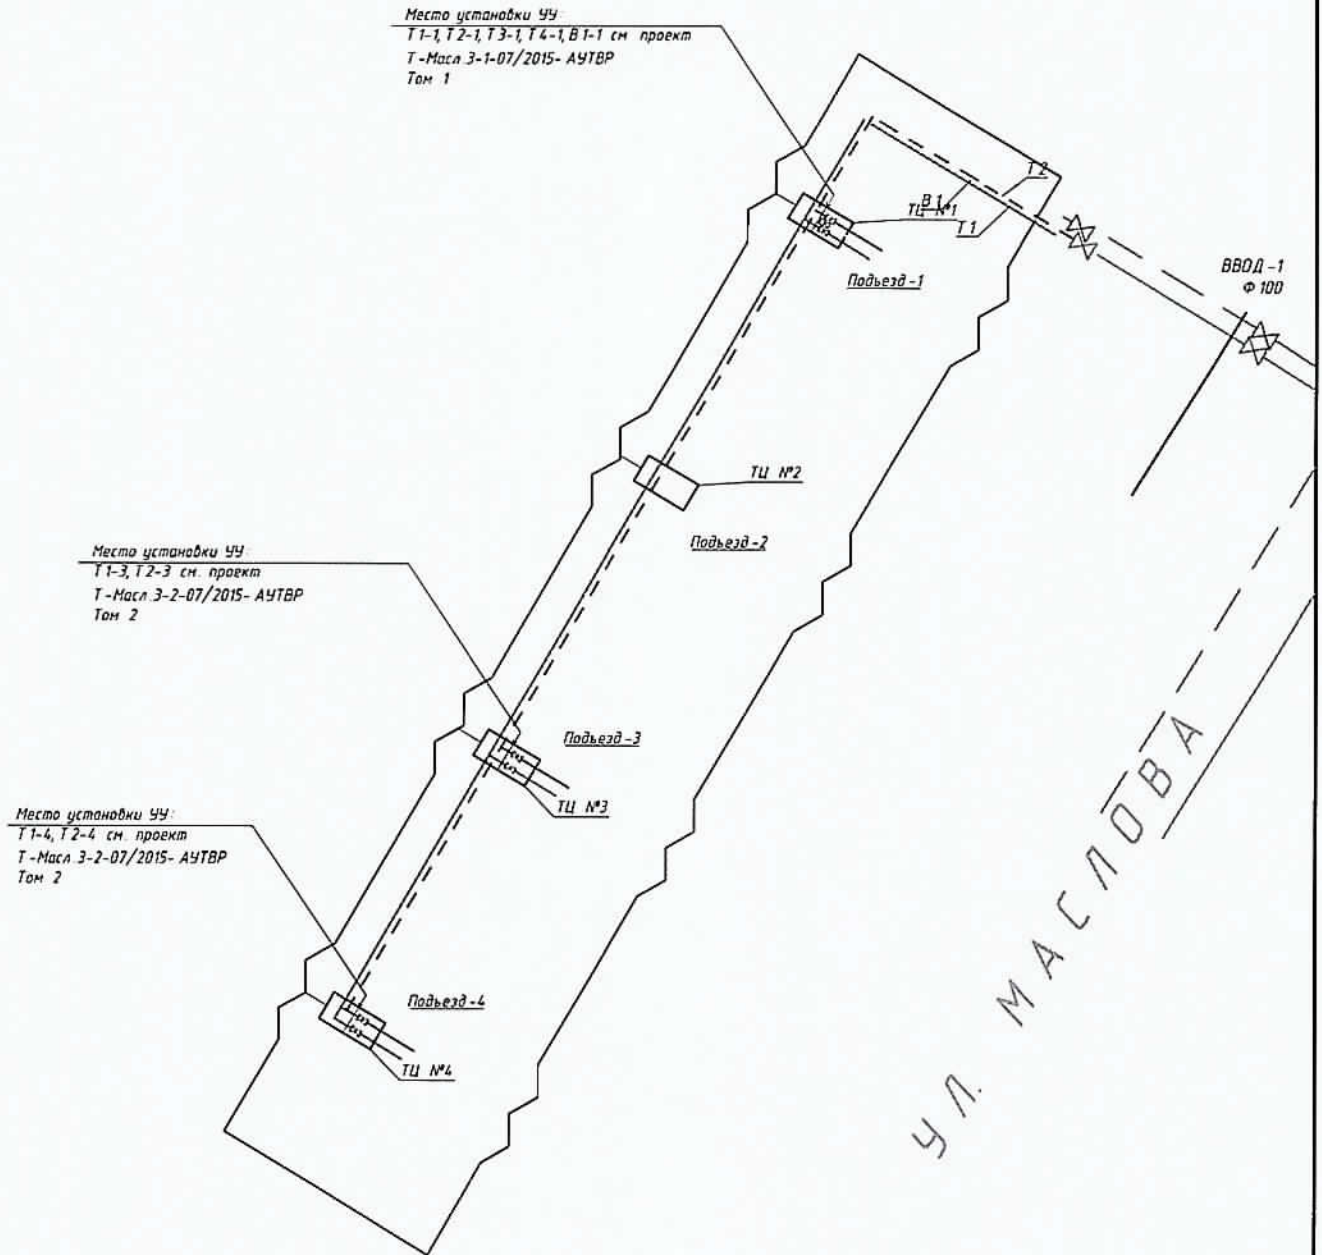 Место установки УУ:
Т1-1, Т2-1, Т3-1, Т4-1, В1-1 см. проект
Т-Масл.3-1-07/2015- АУТВР
Том 1
Т2
В1
ТЦ №1
Т1
ВВОД-1
Ф 100
Подъезд-1
ТЦ №2
Подъезд-2
Место установки УУ:
Т1-3, Т2-3 см. проект
Т-Масл.3-2-07/2015- АУТВР
Том 2
Подъезд-3
ТЦ №3
Место установки УУ:
Т1-4, Т2-4 см. проект
Т-Масл.3-2-07/2015- АУТВР
Том 2
Подъезд-4
ТЦ №4
УЛ. МАСЛОВА